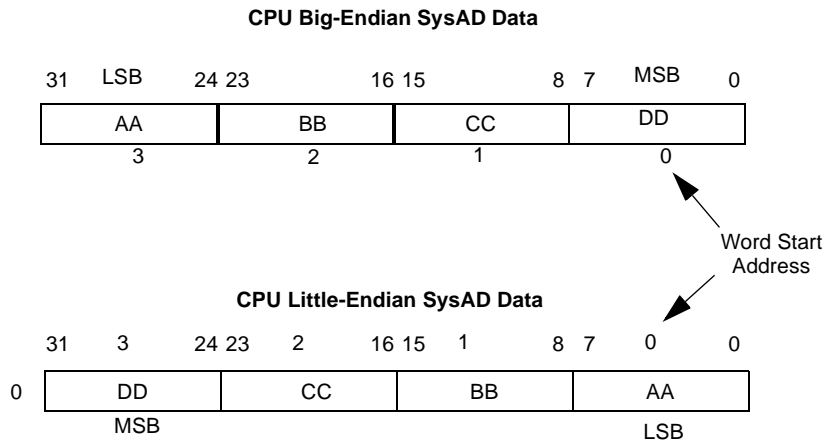 CPU Big-Endian SysAD Data
31 LSB 24 23 16 15 8 7 MSB 0
AA BB CC DD
3 2 1 0
Word Start
Address
CPU Little-Endian SysAD Data
31 3 24 23 2 16 15 1 8 7 0 0
0 DD CC BB AA
MSB LSB